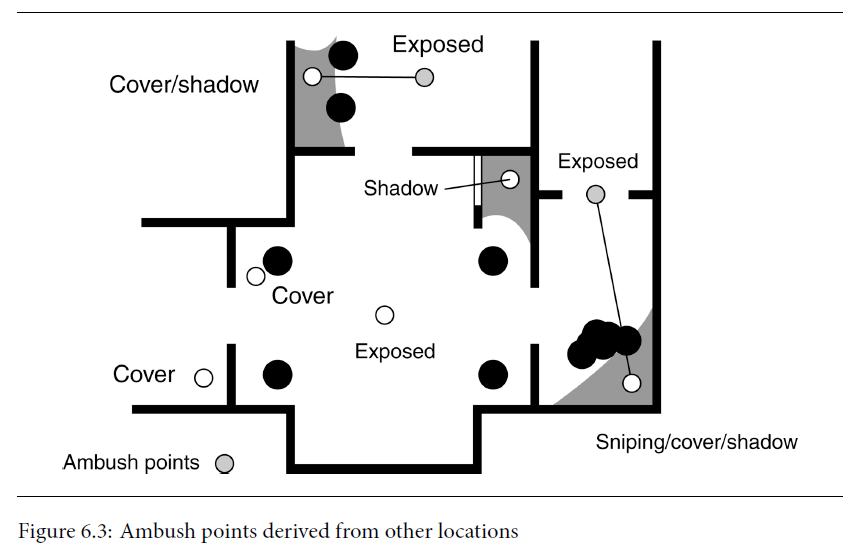 Exposed
Cover/shadow
Exposed
Shadow
Cover
Exposed
Cover
Sniping/cover/shadow
Ambush points
Figure 6.3: Ambush points derived from other locations